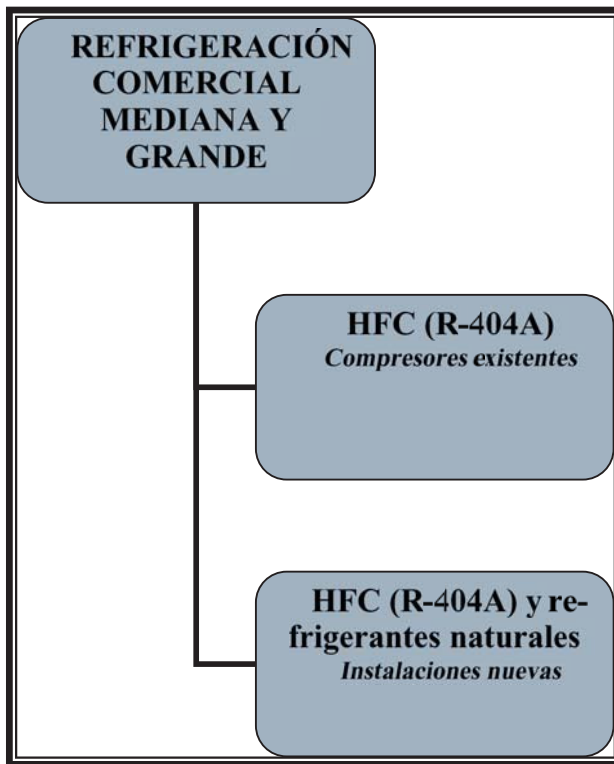 REFRIGERACIÓN
COMERCIAL
MEDIANA Y
GRANDE
HFC (R-404A)
Compresores existentes
HFC (R-404A) y re-
frigerantes naturales
Instalaciones nuevas